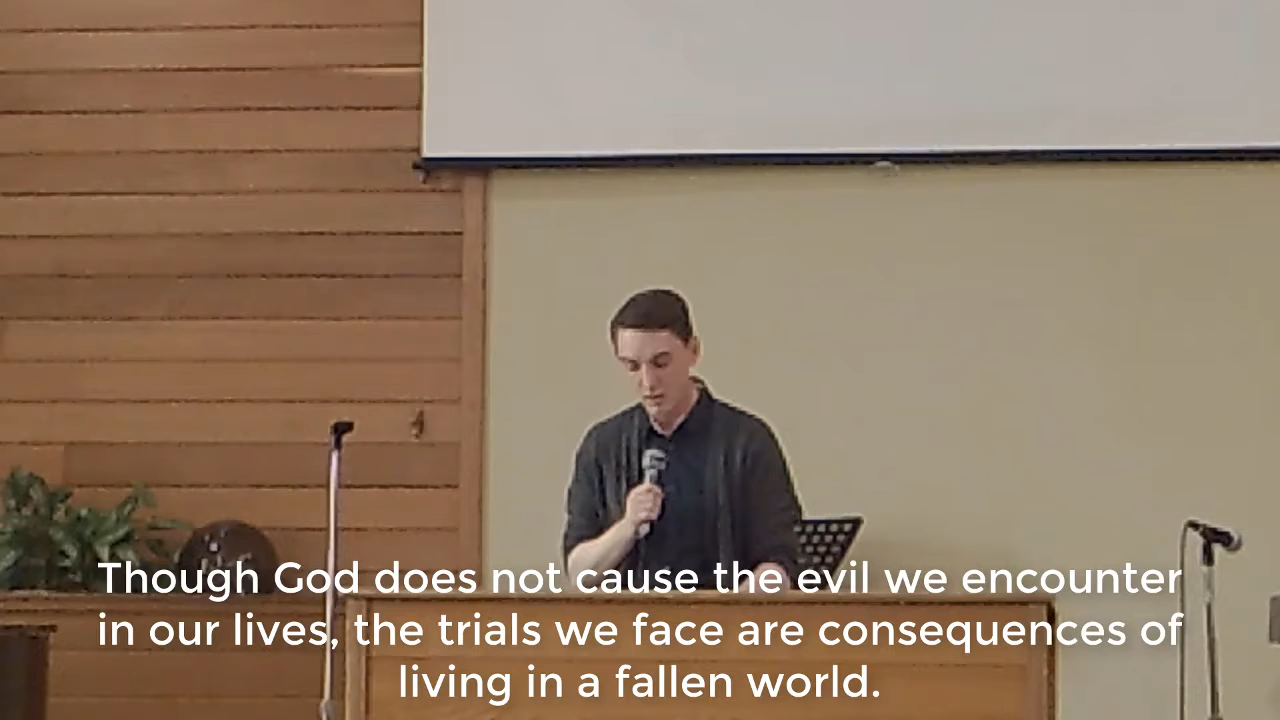 Though God does not cause the evil we encounter
in our lives, the trials we face are consequences of
living in a fallen world.